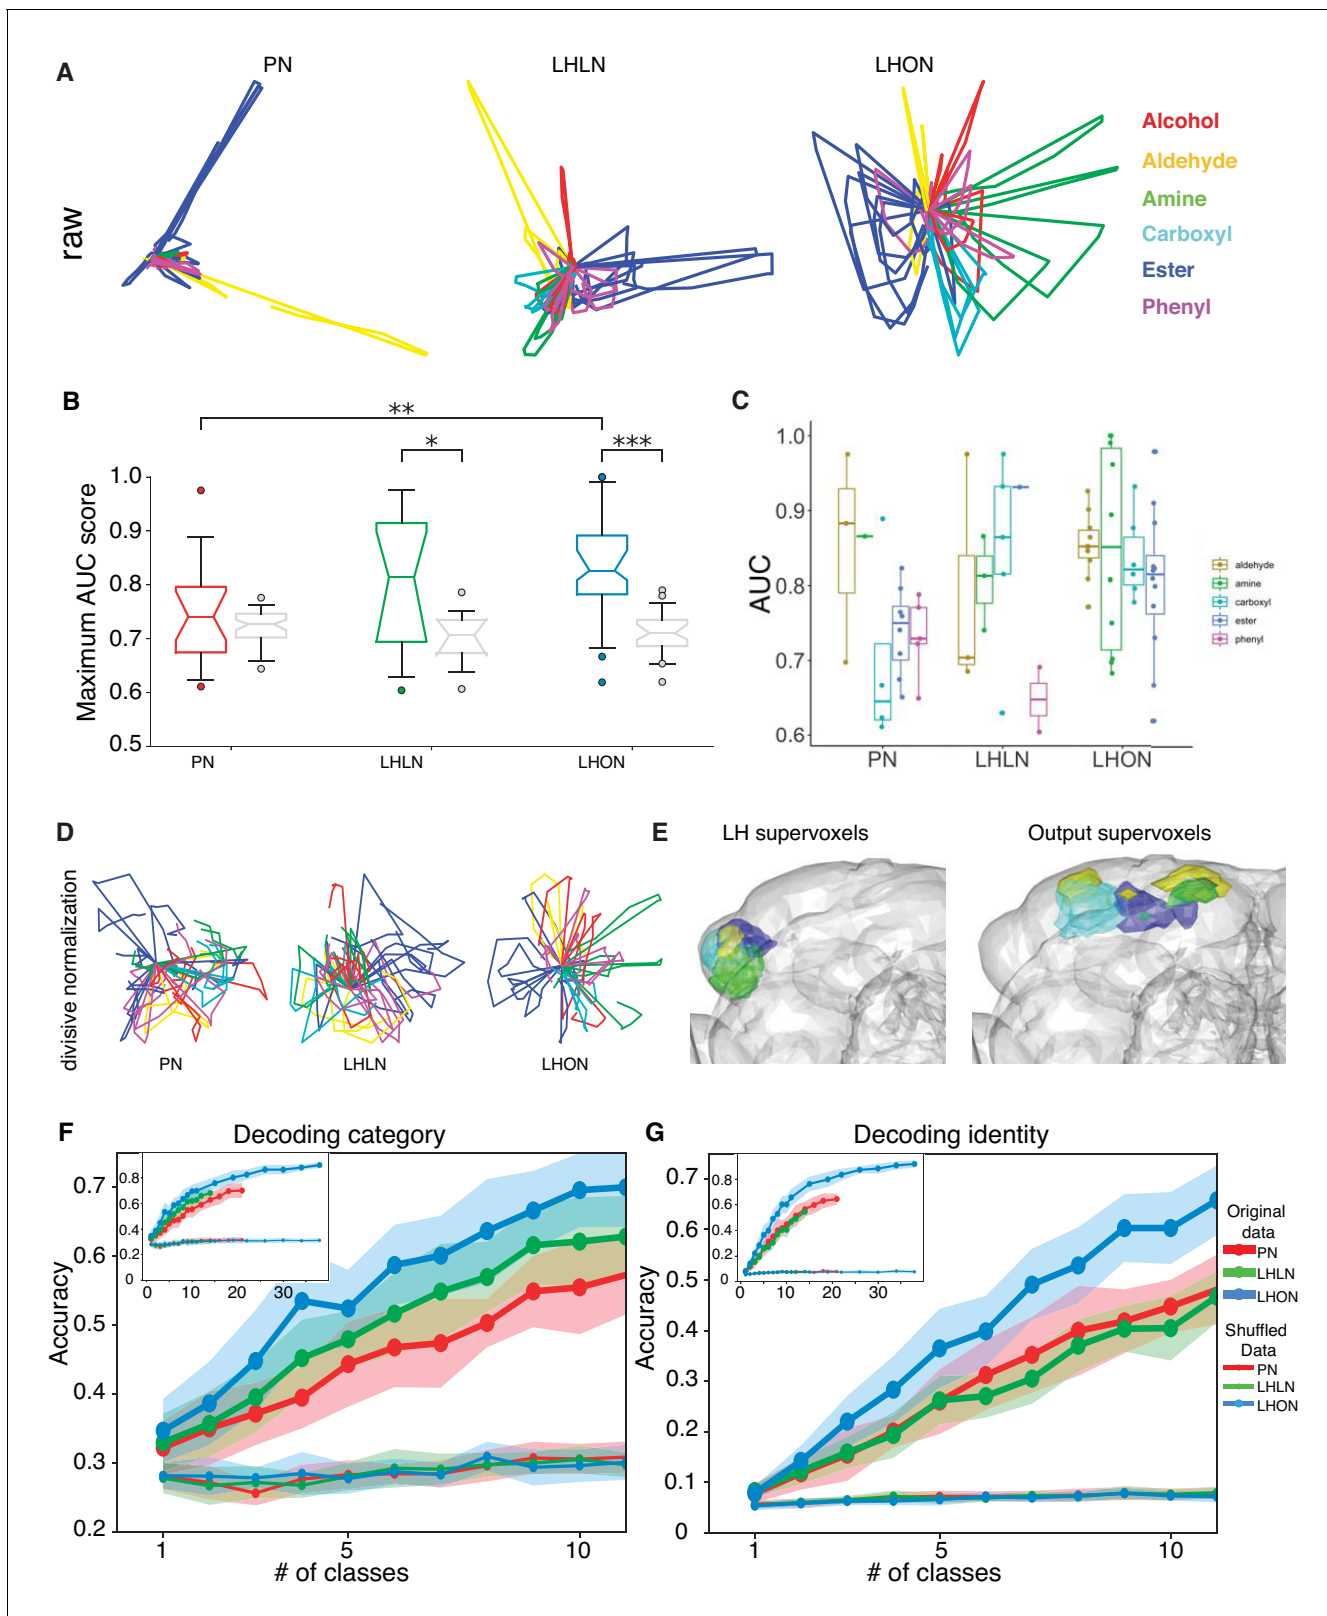 A
PN
LHLN
LHON
raw
Alcohol
Aldehyde
Amine
Carboxyl
Ester
Phenyl
B
**
*
***
Maximum AUC score
1.0
0.9
0.8
0.7
0.6
0.5
PN
LHLN
LHON
C
AUC
1.0
0.9
0.8
0.7
0.6
PN
LHLN
LHON
aldehyde
amine
carboxyl
ester
phenyl
D
divisive normalization
PN
LHLN
LHON
E
LH supervoxels
Output supervoxels
F
Decoding category
Accuracy
0.7
0.6
0.5
0.4
0.3
0.2
1
5
10
# of classes
0.8
0.6
0.4
0.2
0
0
10
20
30
G
Decoding identity
Accuracy
0.7
0.6
0.5
0.4
0.3
0.2
0.1
0
1
5
10
# of classes
0.8
0.6
0.4
0.2
0
0
10
20
30
Original
data
PN
LHLN
LHON
Shuffled
Data
PN
LHLN
LHON